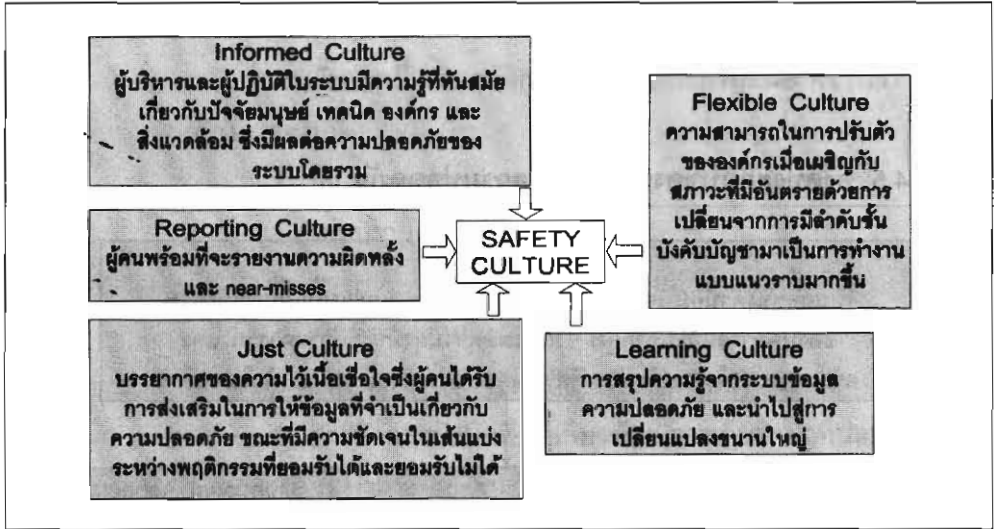 Informed Culture
ผู้บริหารและผู้ปฏิบัติในระบบมีความรู้ที่ทันสมัย
เกี่ยวกับปัจจัยมนุษย์ เทคนิค องค์กร และ
สิ่งแวดล้อม ซึ่งมีผลต่อความปลอดภัยของ
ระบบโดยรวม
Reporting Culture
ผู้คนพร้อมที่จะรายงานความผิดพลั้ง
และ near-misses
Just Culture
บรรยากาศของความไว้เนื้อเชื่อใจซึ่งผู้คนได้รับ
การส่งเสริมในการให้ข้อมูลที่จำเป็นเกี่ยวกับ
ความปลอดภัย ขณะที่มีความชัดเจนในเส้นแบ่ง
ระหว่างพฤติกรรมที่ยอมรับได้และยอมรับไม่ได้
SAFETY
CULTURE
Flexible Culture
ความสามารถในการปรับตัว
ขององค์กรเมื่อเผชิญกับ
สภาวะที่มีอันตรายด้วยการ
เปลี่ยนจากการมีลำดับชั้น
บังคับบัญชามาเป็นการทำงาน
แบบแนวราบมากขึ้น
Learning Culture
การสรุปความรู้จากระบบข้อมูล
ความปลอดภัย และนำไปสู่การ
เปลี่ยนแปลงขนานใหญ่